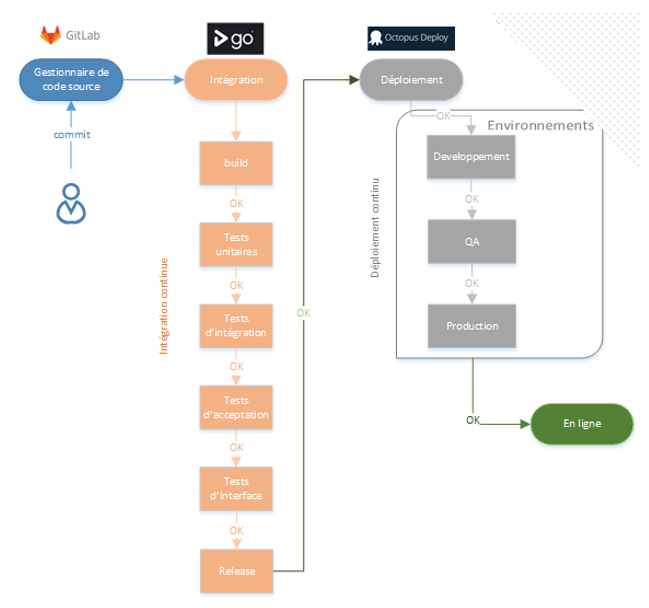 GitLab
go
Octopus Deploy
Gestionnaire de
code source
Intégration
Déploiement
commit
OK
Environnements
build
Developpement
OK
OK
Tests
unitaires
QA
OK
OK
Tests
d'intégration
Production
OK
OK
Tests
d'acceptation
OK
En ligne
OK
Tests
d'interface
OK
Release
Intégration continue
Déploiement continu